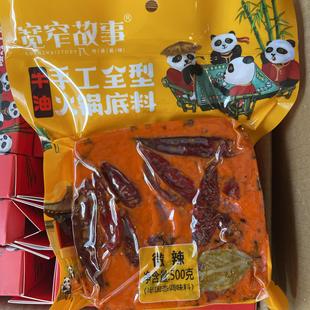 宽窄故事®
牛油
手工全型
火锅底料
微辣
净含量:500克